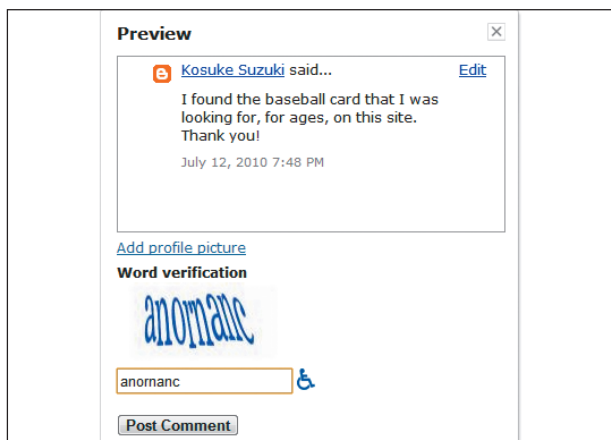 Preview
Kosuke Suzuki said...
Edit
I found the baseball card that I was
looking for, for ages, on this site.
Thank you!
July 12, 2010 7:48 PM
Add profile picture
Word verification
anornanc
anornanc
Post Comment